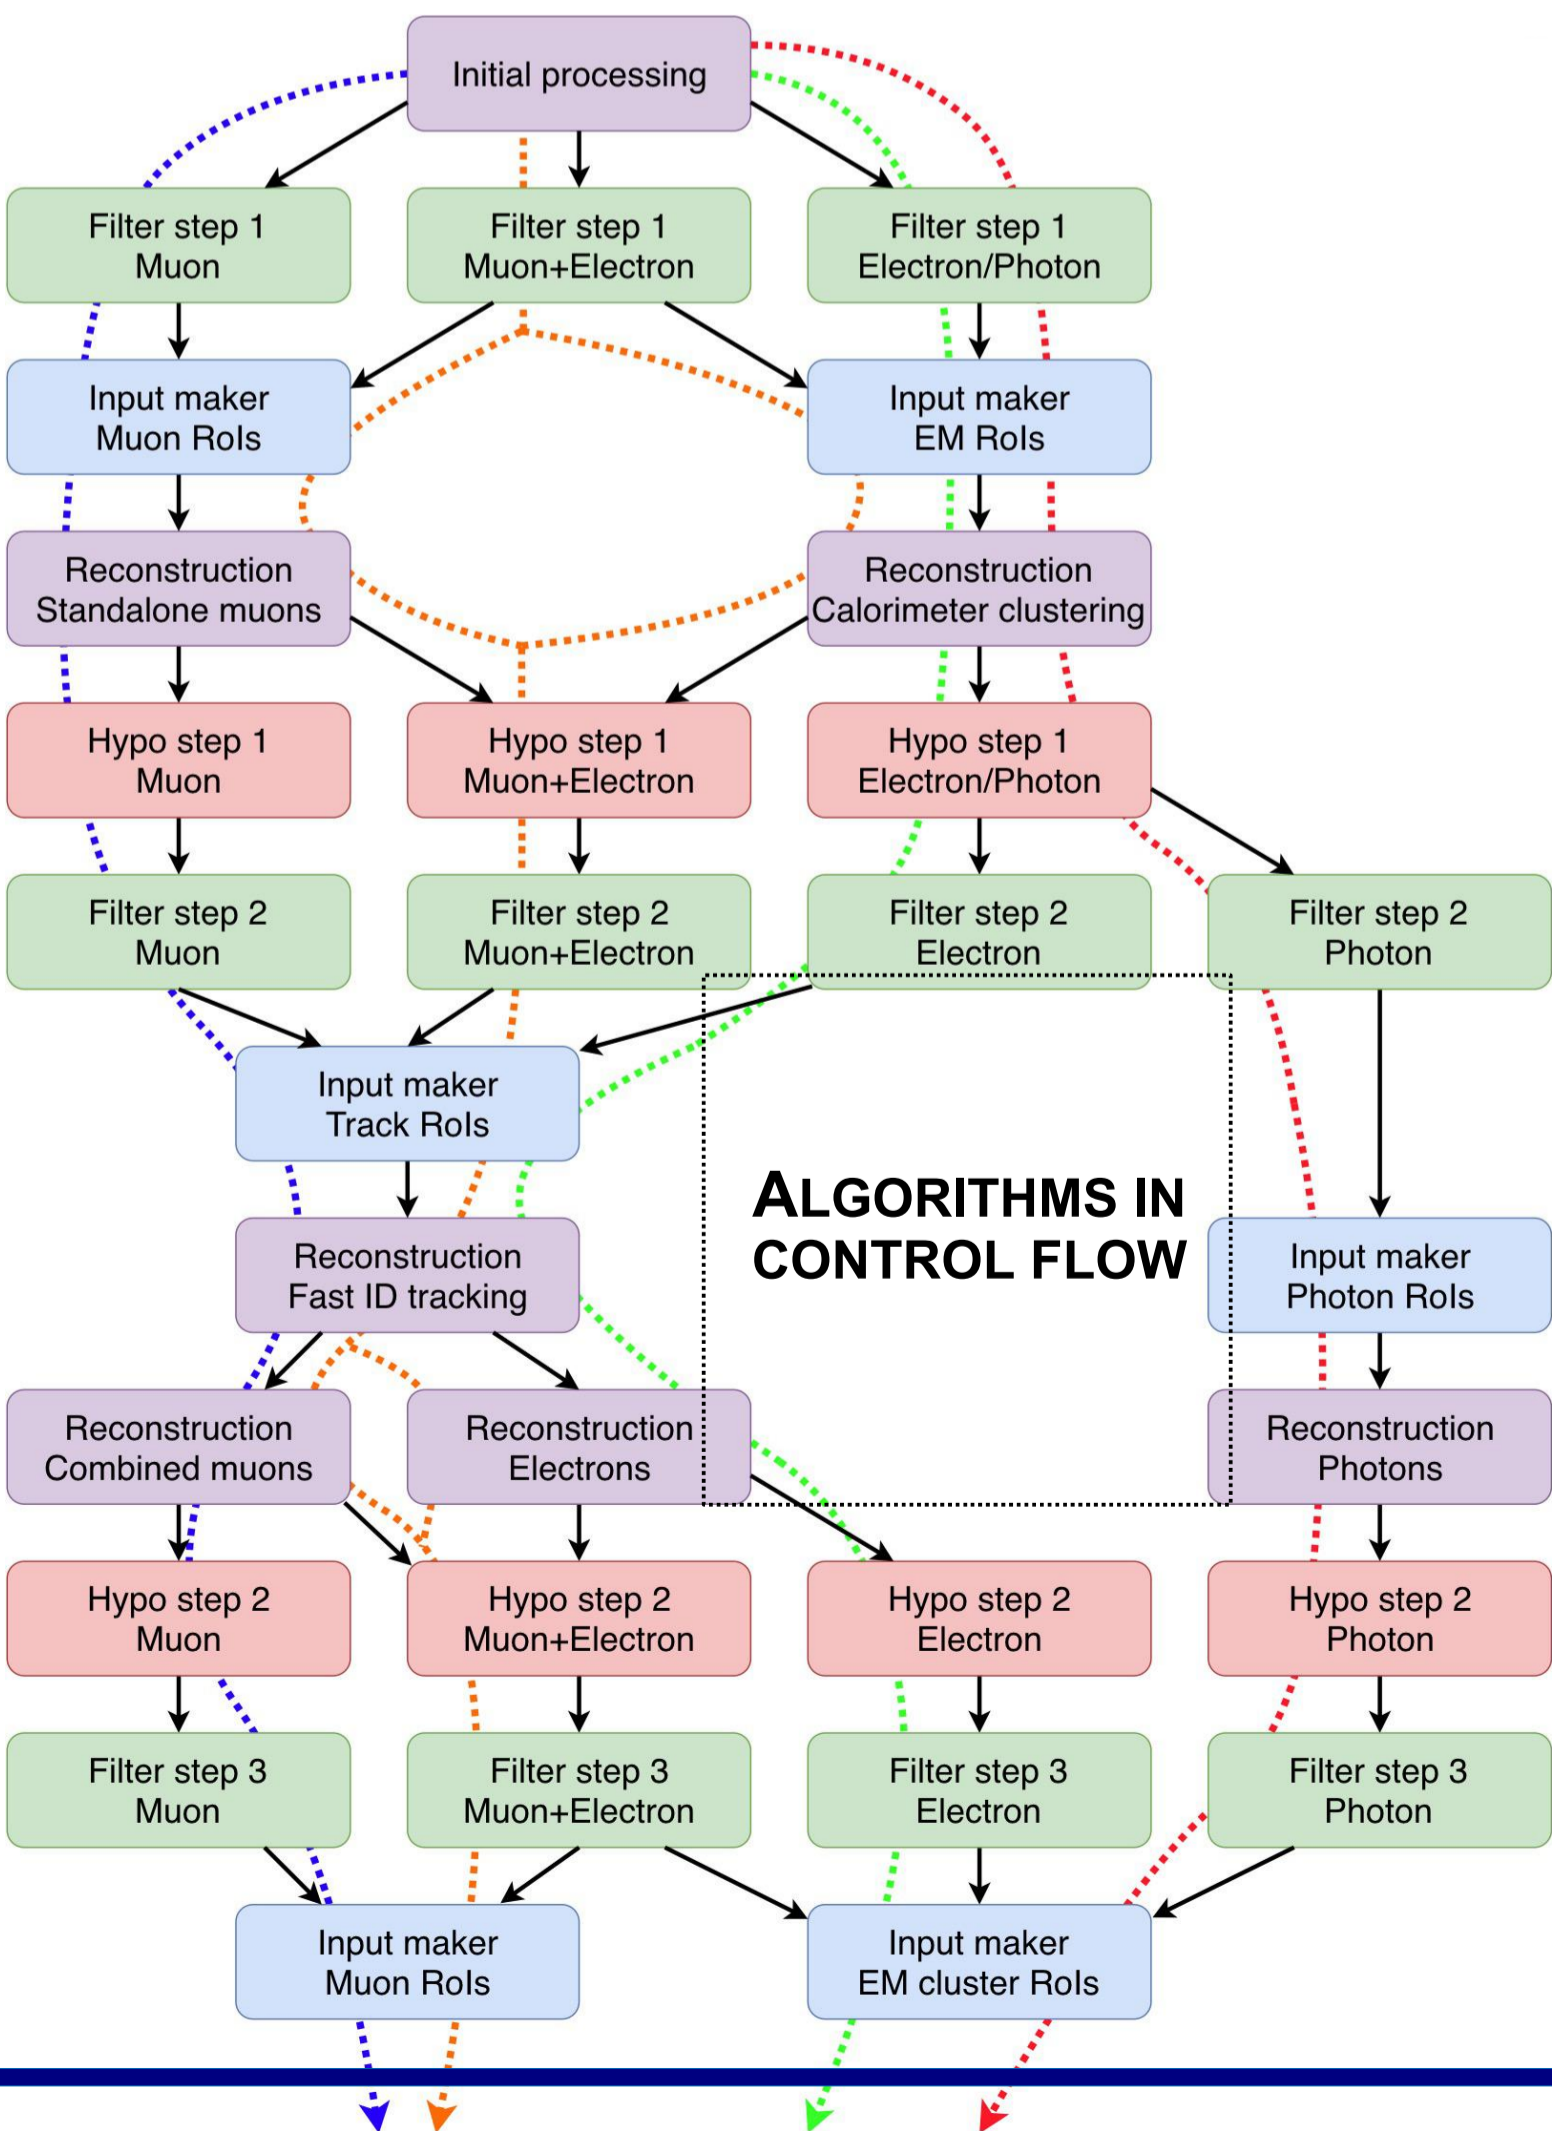 Initial processing
Filter step 1
Muon
Filter step 1
Muon+Electron
Filter step 1
Electron/Photon
Input maker
Muon RoIs
Input maker
EM RoIs
Reconstruction
Standalone muons
Reconstruction
Calorimeter clustering
Hypo step 1
Muon
Hypo step 1
Muon+Electron
Hypo step 1
Electron/Photon
Filter step 2
Muon
Filter step 2
Muon+Electron
Filter step 2
Electron
Filter step 2
Photon
Input maker
Track RoIs
ALGORITHMS IN
CONTROL FLOW
Reconstruction
Fast ID tracking
Input maker
Photon RoIs
Reconstruction
Combined muons
Reconstruction
Electrons
Reconstruction
Photons
Hypo step 2
Muon
Hypo step 2
Muon+Electron
Hypo step 2
Electron
Hypo step 2
Photon
Filter step 3
Muon
Filter step 3
Muon+Electron
Filter step 3
Electron
Filter step 3
Photon
Input maker
Muon RoIs
Input maker
EM cluster RoIs